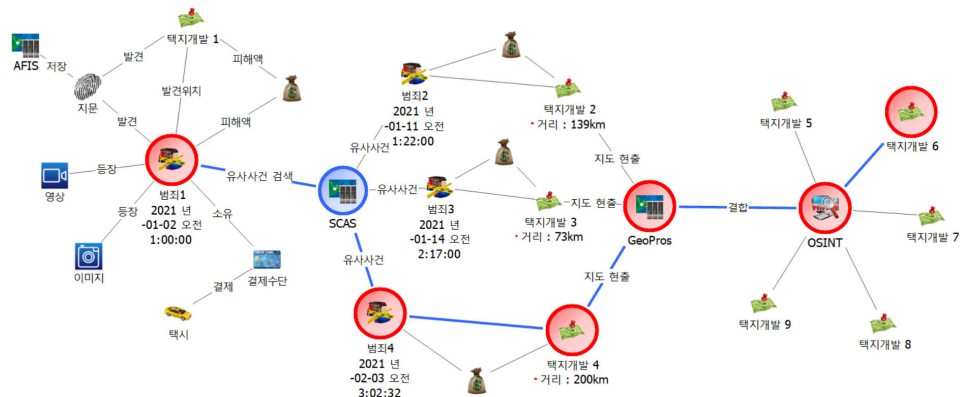 택지개발 1
AFIS
저장
발견
피해액
지문
발견위치
발견
피해액
등장
영상
범죄1
2021 년
-01-02 오전
1:00:00
등장
이미지
소유
결제
결제수단
택시
유사사건 검색
SCAS
유사사건
유사사건
유사사건
범죄2
2021 년
-01-11 오전
1:22:00
택지개발 2
• 거리 : 139km
범죄3
2021 년
-01-14 오전
2:17:00
택지개발 3
• 거리 : 73km
범죄4
2021 년
-02-03 오전
3:02:32
택지개발 4
• 거리 : 200km
지도 현출
지도 현출
지도 현출
GeoPros
결합
OSINT
택지개발 5
택지개발 6
택지개발 7
택지개발 8
택지개발 9